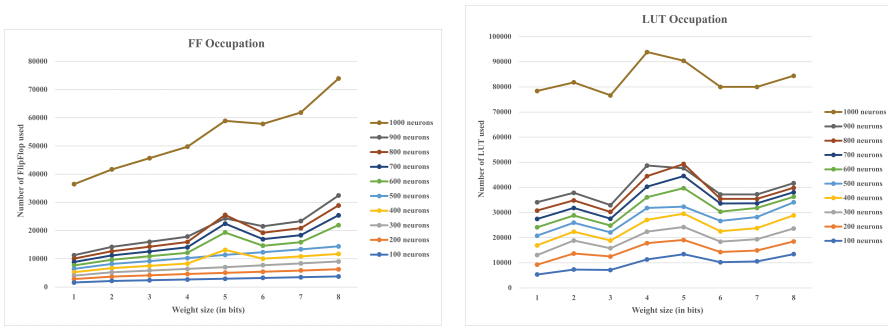 FF Occupation
80000
70000
60000
50000
40000
30000
20000
10000
0
Number of FlipFlop used
1 2 3 4 5 6 7 8
Weight size (in bits)
1000 neurons
900 neurons
800 neurons
700 neurons
600 neurons
500 neurons
400 neurons
300 neurons
200 neurons
100 neurons
LUT Occupation
100000
90000
80000
70000
60000
50000
40000
30000
20000
10000
0
Number of LUT used
1 2 3 4 5 6 7 8
Weight size (in bits)
1000 neurons
900 neurons
800 neurons
700 neurons
600 neurons
500 neurons
400 neurons
300 neurons
200 neurons
100 neurons